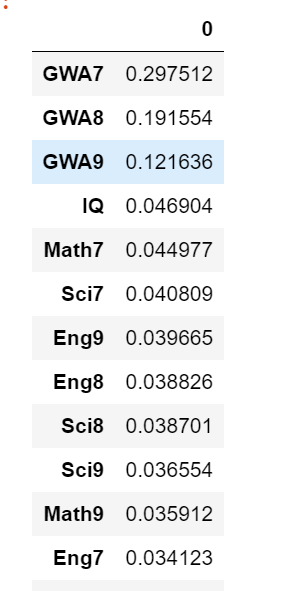 0
GWA7 0.297512
GWA8 0.191554
GWA9 0.121636
IQ 0.046904
Math7 0.044977
Sci7 0.040809
Eng9 0.039665
Eng8 0.038826
Sci8 0.038701
Sci9 0.036554
Math9 0.035912
Eng7 0.034123